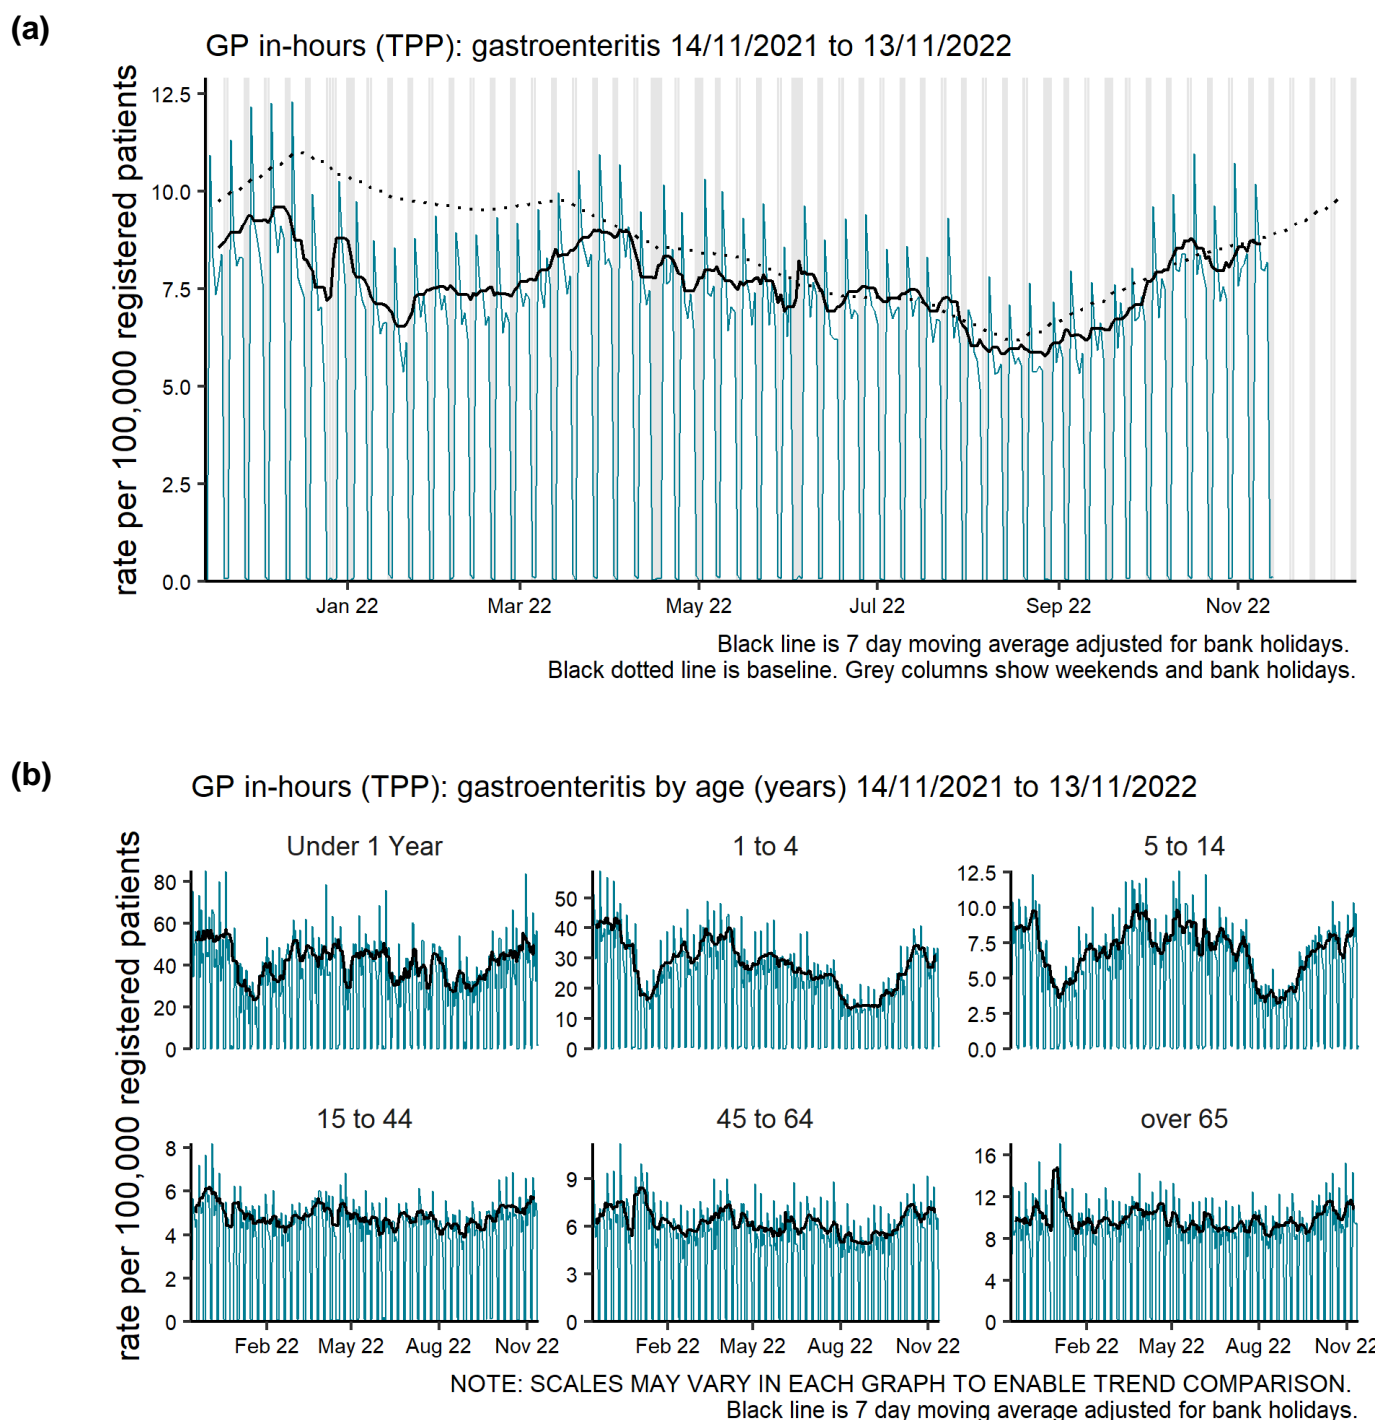 (a)
GP in-hours (TPP): gastroenteritis 14/11/2021 to 13/11/2022
rate per 100,000 registered patients
12.5
10.0
7.5
5.0
2.5
0.0
Jan 22 Mar 22 May 22 Jul 22 Sep 22 Nov 22
Black line is 7 day moving average adjusted for bank holidays.
Black dotted line is baseline. Grey columns show weekends and bank holidays.
(b)
GP in-hours (TPP): gastroenteritis by age (years) 14/11/2021 to 13/11/2022
rate per 100,000 registered patients
Under 1 Year
80
60
40
20
0
1 to 4
50
40
30
20
10
0
5 to 14
12.5
10.0
7.5
5.0
2.5
0.0
15 to 44
8
6
4
2
0
Feb 22 May 22 Aug 22 Nov 22
45 to 64
9
6
3
0
Feb 22 May 22 Aug 22 Nov 22
over 65
16
12
8
4
0
Feb 22 May 22 Aug 22 Nov 22
NOTE: SCALES MAY VARY IN EACH GRAPH TO ENABLE TREND COMPARISON.
Black line is 7 day moving average adjusted for bank holidays.